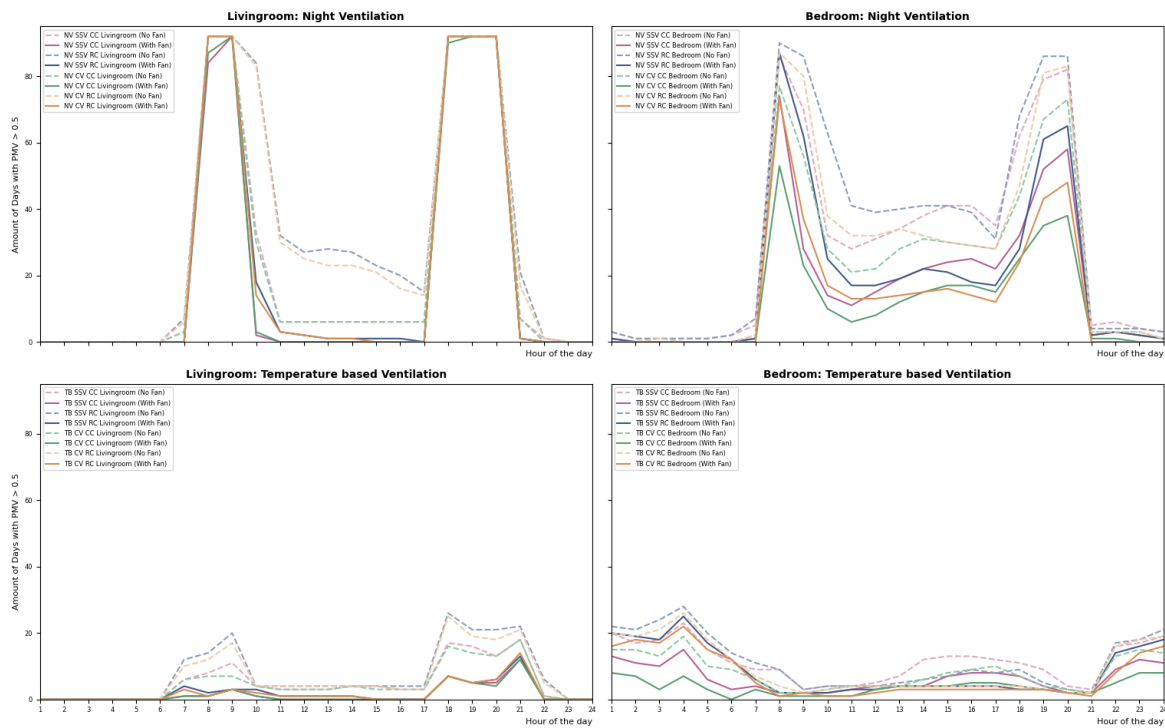 Livingroom: Night Ventilation
NV SSV CC Livingroom (No Fan)
NV SSV CC Livingroom (With Fan)
NV SSV RC Livingroom (No Fan)
NV SSV RC Livingroom (With Fan)
NV CV CC Livingroom (No Fan)
NV CV CC Livingroom (With Fan)
NV CV RC Livingroom (No Fan)
NV CV RC Livingroom (With Fan)
Amount of Days with PMV > 0.5
80
60
40
20
0
Hour of the day
Bedroom: Night Ventilation
NV SSV CC Bedroom (No Fan)
NV SSV CC Bedroom (With Fan)
NV SSV RC Bedroom (No Fan)
NV SSV RC Bedroom (With Fan)
NV CV CC Bedroom (No Fan)
NV CV CC Bedroom (With Fan)
NV CV RC Bedroom (No Fan)
NV CV RC Bedroom (With Fan)
Hour of the day
Livingroom: Temperature based Ventilation
TB SSV CC Livingroom (No Fan)
TB SSV CC Livingroom (With Fan)
TB SSV RC Livingroom (No Fan)
TB SSV RC Livingroom (With Fan)
TB CV CC Livingroom (No Fan)
TB CV CC Livingroom (With Fan)
TB CV RC Livingroom (No Fan)
TB CV RC Livingroom (With Fan)
Amount of Days with PMV > 0.5
80
60
40
20
0
1 2 3 4 5 6 7 8 9 10 11 12 13 14 15 16 17 18 19 20 21 22 23 24
Hour of the day
Bedroom: Temperature based Ventilation
TB SSV CC Bedroom (No Fan)
TB SSV CC Bedroom (With Fan)
TB SSV RC Bedroom (No Fan)
TB SSV RC Bedroom (With Fan)
TB CV CC Bedroom (No Fan)
TB CV CC Bedroom (With Fan)
TB CV RC Bedroom (No Fan)
TB CV RC Bedroom (With Fan)
1 2 3 4 5 6 7 8 9 10 11 12 13 14 15 16 17 18 19 20 21 22 23 24
Hour of the day